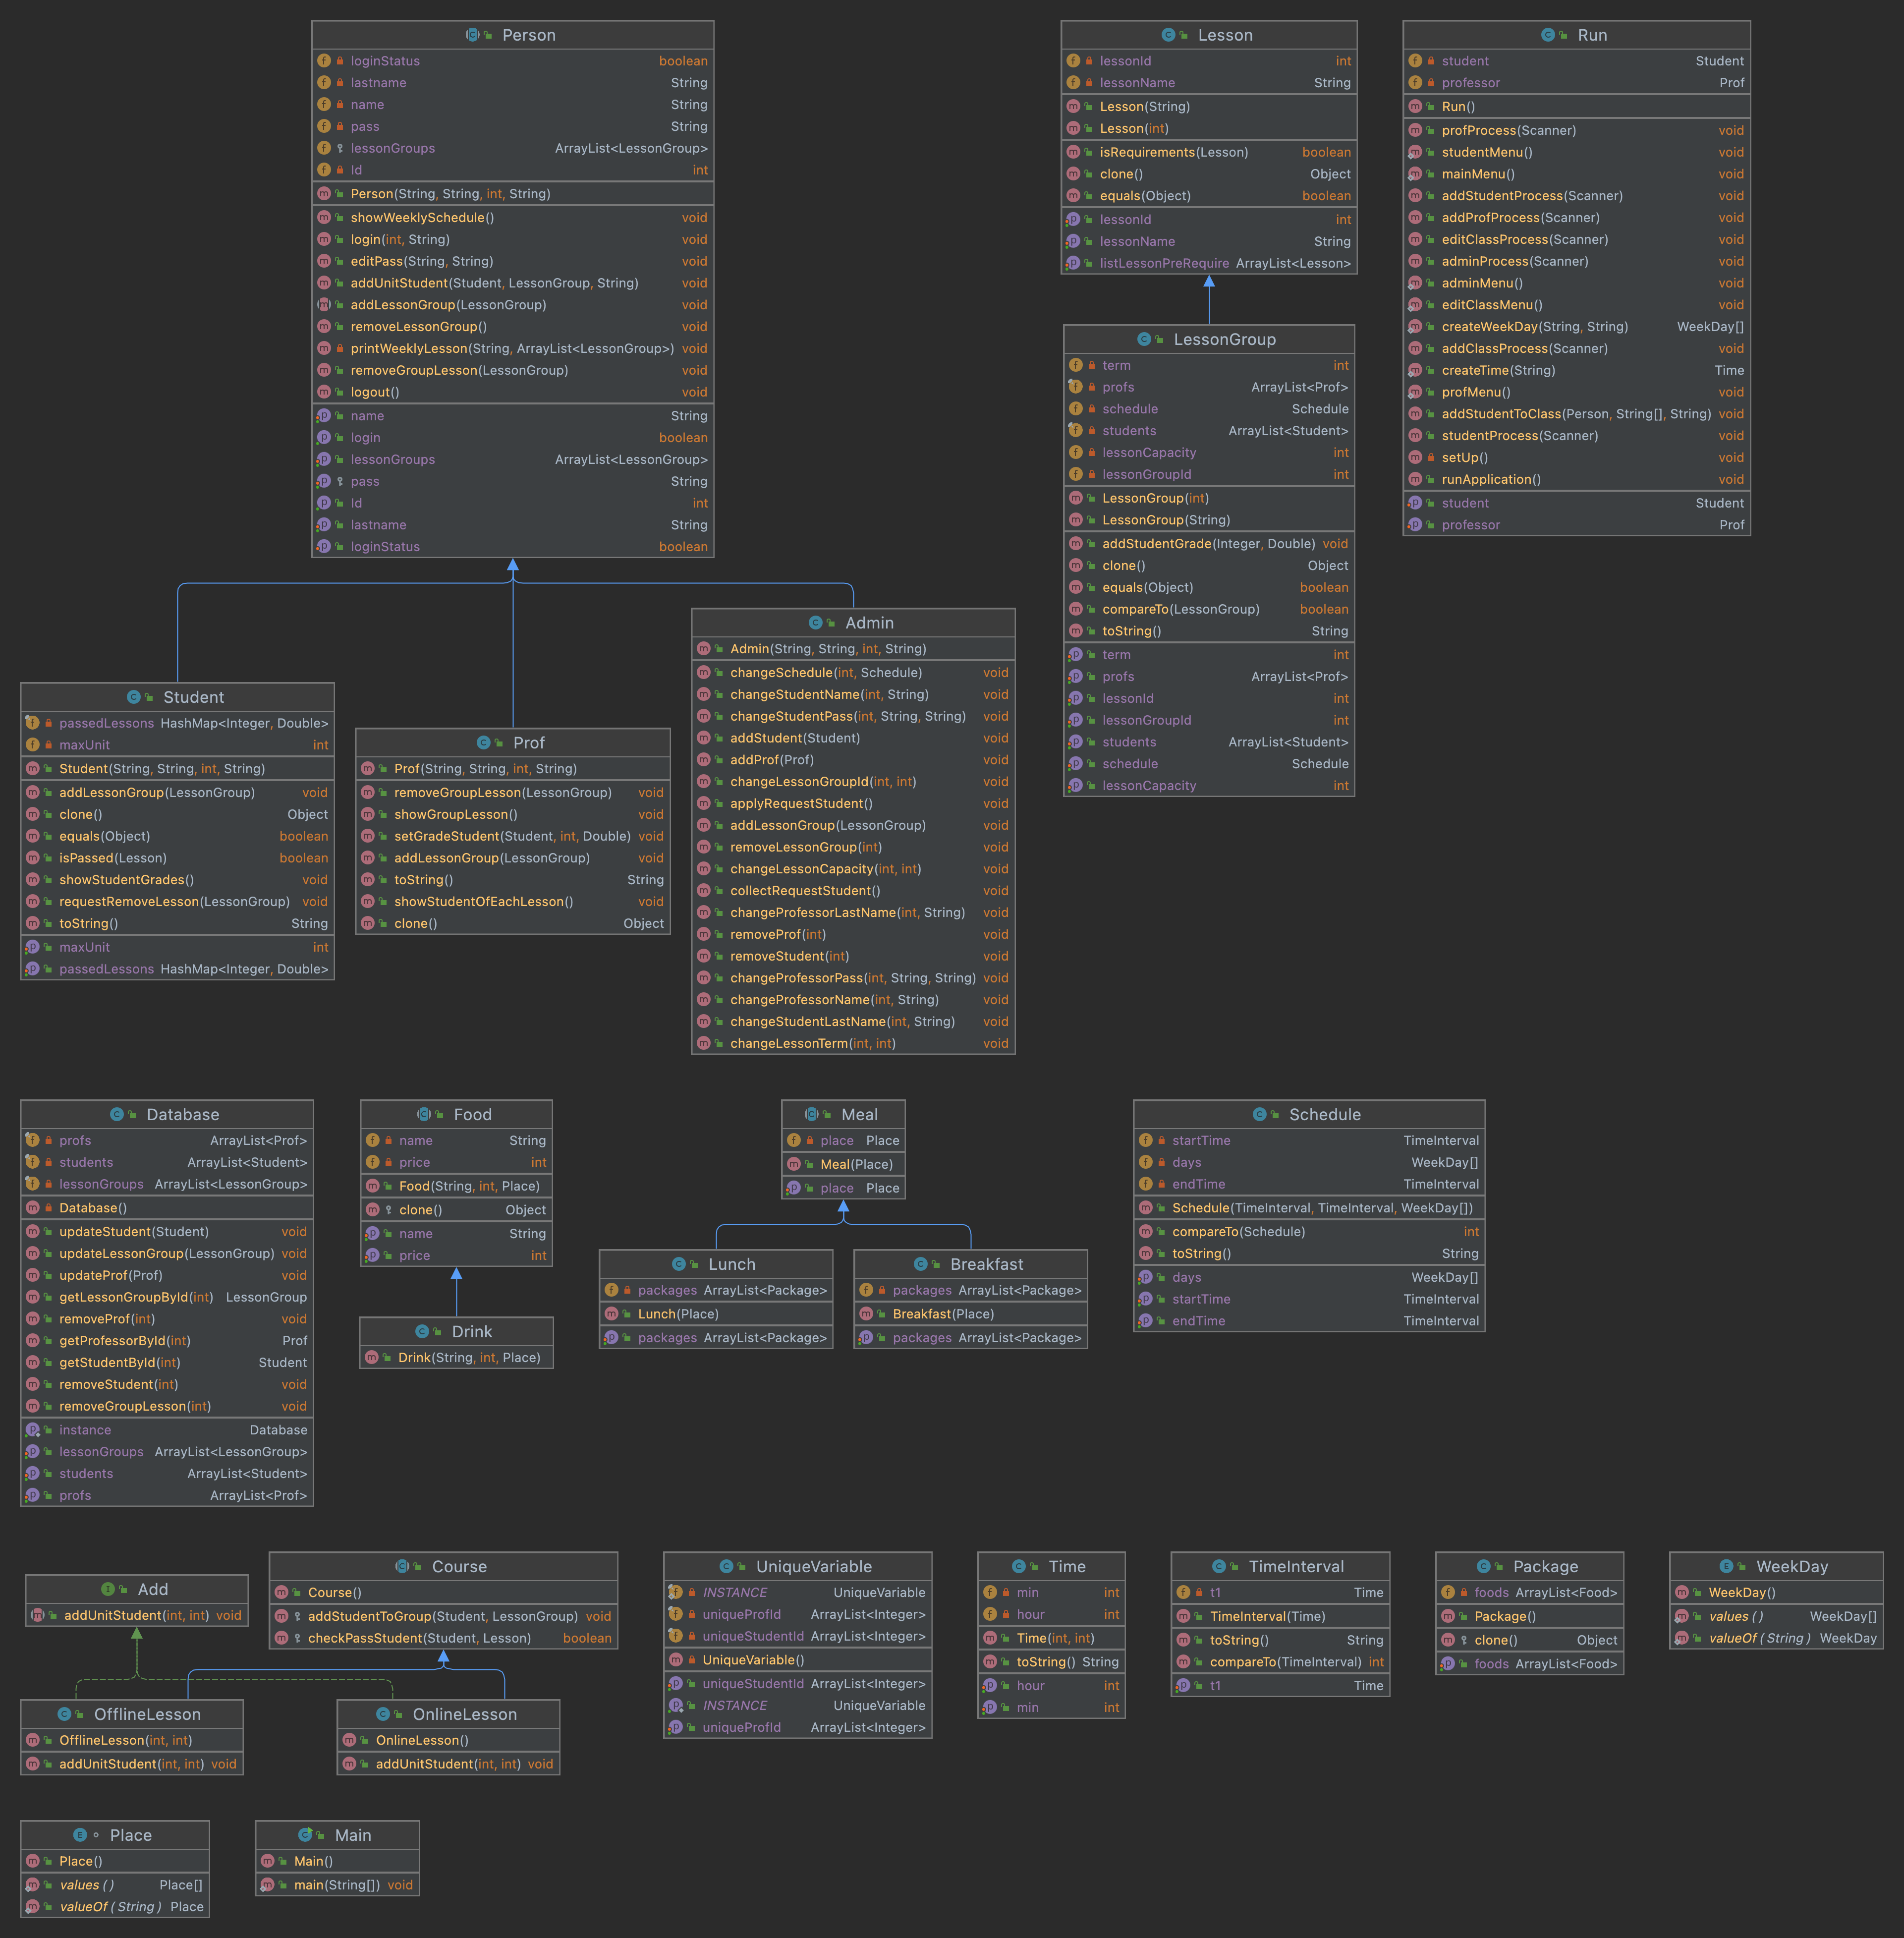 Person
loginStatus boolean
lastname String
name String
pass String
lessonGroups ArrayList<LessonGroup>
Id int
Person(String, String, int, String)
showWeeklySchedule() void
login(int, String) void
editPass(String, String) void
addUnitStudent(Student, LessonGroup, String) void
addLessonGroup(LessonGroup) void
removeLessonGroup() void
printWeeklyLesson(String, ArrayList<LessonGroup>) void
removeGroupLesson(LessonGroup) void
logout() void
name String
login boolean
lessonGroups ArrayList<LessonGroup>
pass String
Id int
lastname String
loginStatus boolean
Lesson
lessonId int
lessonName String
Lesson(String)
Lesson(int)
isRequirements(Lesson) boolean
clone() Object
equals(Object) boolean
lessonId int
lessonName String
listLessonPreRequire ArrayList<Lesson>
Run
student Student
professor Prof
Run()
profProcess(Scanner) void
studentMenu() void
mainMenu() void
addStudentProcess(Scanner) void
addProfProcess(Scanner) void
editClassProcess(Scanner) void
adminProcess(Scanner) void
adminMenu() void
editClassMenu() void
createWeekDay(String, String) WeekDay[]
addClassProcess(Scanner) void
createTime(String) Time
profMenu() void
addStudentToClass(Person, String[], String) void
studentProcess(Scanner) void
setUp() void
runApplication() void
student Student
professor Prof
LessonGroup
term int
profs ArrayList<Prof>
schedule Schedule
students ArrayList<Student>
lessonCapacity int
lessonGroupId int
LessonGroup(int)
LessonGroup(String)
addStudentGrade(Integer, Double) void
clone() Object
equals(Object) boolean
compareTo(LessonGroup) boolean
toString() String
term int
profs ArrayList<Prof>
lessonId int
lessonGroupId int
students ArrayList<Student>
schedule Schedule
lessonCapacity int
Student
passedLessons HashMap<Integer, Double>
maxUnit int
Student(String, String, int, String)
addLessonGroup(LessonGroup) void
clone() Object
equals(Object) boolean
isPassed(Lesson) boolean
showStudentGrades() void
requestRemoveLesson(LessonGroup) void
toString() String
maxUnit int
passedLessons HashMap<Integer, Double>
Prof
Prof(String, String, int, String)
removeGroupLesson(LessonGroup) void
showGroupLesson() void
setGradeStudent(Student, int, Double) void
addLessonGroup(LessonGroup) void
toString() String
showStudentOfEachLesson() void
clone() Object
Admin
Admin(String, String, int, String)
changeSchedule(int, Schedule) void
changeStudentName(int, String) void
changeStudentPass(int, String, String) void
addStudent(Student) void
addProf(Prof) void
changeLessonGroupId(int, int) void
applyRequestStudent() void
addLessonGroup(LessonGroup) void
removeLessonGroup(int) void
changeLessonCapacity(int, int) void
collectRequestStudent() void
changeProfessorLastName(int, String) void
removeProf(int) void
removeStudent(int) void
changeProfessorPass(int, String, String) void
changeProfessorName(int, String) void
changeStudentLastName(int, String) void
changeLessonTerm(int, int) void
Database
profs ArrayList<Prof>
students ArrayList<Student>
lessonGroups ArrayList<LessonGroup>
Database()
updateStudent(Student) void
updateLessonGroup(LessonGroup) void
updateProf(Prof) void
getLessonGroupById(int) LessonGroup
removeProf(int) void
getProfessorById(int) Prof
getStudentById(int) Student
removeStudent(int) void
removeGroupLesson(int) void
instance Database
lessonGroups ArrayList<LessonGroup>
students ArrayList<Student>
profs ArrayList<Prof>
Food
name String
price int
Food(String, int, Place)
clone() Object
name String
price int
Drink
Drink(String, int, Place)
Meal
place Place
Meal(Place)
place Place
Lunch
packages ArrayList<Package>
Lunch(Place)
packages ArrayList<Package>
Breakfast
packages ArrayList<Package>
Breakfast(Place)
packages ArrayList<Package>
Schedule
startTime TimeInterval
days WeekDay[]
endTime TimeInterval
Schedule(TimeInterval, TimeInterval, WeekDay[])
compareTo(Schedule) int
toString() String
days WeekDay[]
startTime TimeInterval
endTime TimeInterval
Add
addUnitStudent(int, int) void
Course
Course()
addStudentToGroup(Student, LessonGroup) void
checkPassStudent(Student, Lesson) boolean
OfflineLesson
OfflineLesson(int, int)
addUnitStudent(int, int) void
OnlineLesson
OnlineLesson()
addUnitStudent(int, int) void
UniqueVariable
INSTANCE UniqueVariable
uniqueProfId ArrayList<Integer>
uniqueStudentId ArrayList<Integer>
UniqueVariable()
uniqueStudentId ArrayList<Integer>
INSTANCE UniqueVariable
uniqueProfId ArrayList<Integer>
Time
min int
hour int
Time(int, int)
toString() String
hour int
min int
TimeInterval
t1 Time
TimeInterval(Time)
toString() String
compareTo(TimeInterval) int
t1 Time
Package
foods ArrayList<Food>
Package()
clone() Object
foods ArrayList<Food>
WeekDay
WeekDay()
values() WeekDay[]
valueOf(String) WeekDay
Place
Place()
values() Place[]
valueOf(String) Place
Main
Main()
main(String[]) void